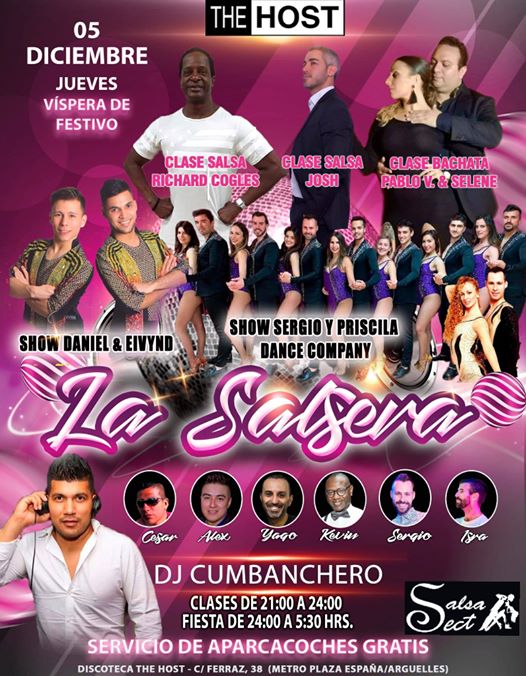 THE HOST
05
DICIEMBRE
JUEVES
VÍSPERA DE
FESTIVO
CLASE SALSA
RICHARD COGLES
CLASE SALSA
JOSH
CLASE BACHATA
PABLO V. & SELENE
SHOW DANIEL & EIVYND
SHOW SERGIO Y PRISCILA
DANCE COMPANY
La Salsera
Cesar
Alex
Yago
Kevin
Sergio
Isra
DJ CUMBANCHERO
CLASES DE 21:00 A 24:00
FIESTA DE 24:00 A 5:30 HRS.
Salsa
Sect
SERVICIO DE APARCACOCHES GRATIS
DISCOTECA THE HOST - C/ FERRAZ, 38 (METRO PLAZA ESPAÑA/ARGUELLES)